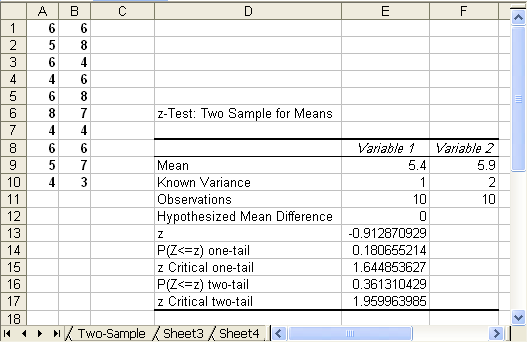 A B C D E F
1 6 6
2 5 8
3 6 4
4 4 6
5 6 8
6 8 7 z-Test: Two Sample for Means
7 4 4
8 6 6 Variable 1 Variable 2
9 5 7 Mean 5.4 5.9
10 4 3 Known Variance 1 2
11 Observations 10 10
12 Hypothesized Mean Difference 0
13 z -0.912870929
14 P(Z<=z) one-tail 0.180655214
15 z Critical one-tail 1.644853627
16 P(Z<=z) two-tail 0.361310429
17 z Critical two-tail 1.959963985
18
Two-Sample Sheet3 Sheet4